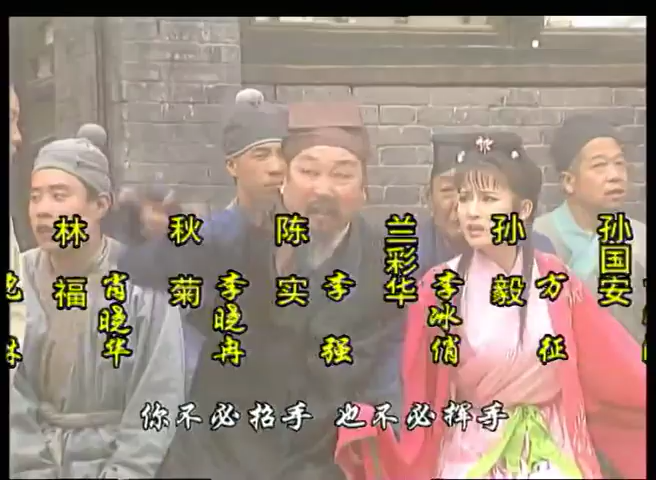 林福
肖晓华
秋菊
李晓冉
陈实
李强
兰彩华
李冰俏
孙毅
方征
孙国安
你不必招手 也不必挥手